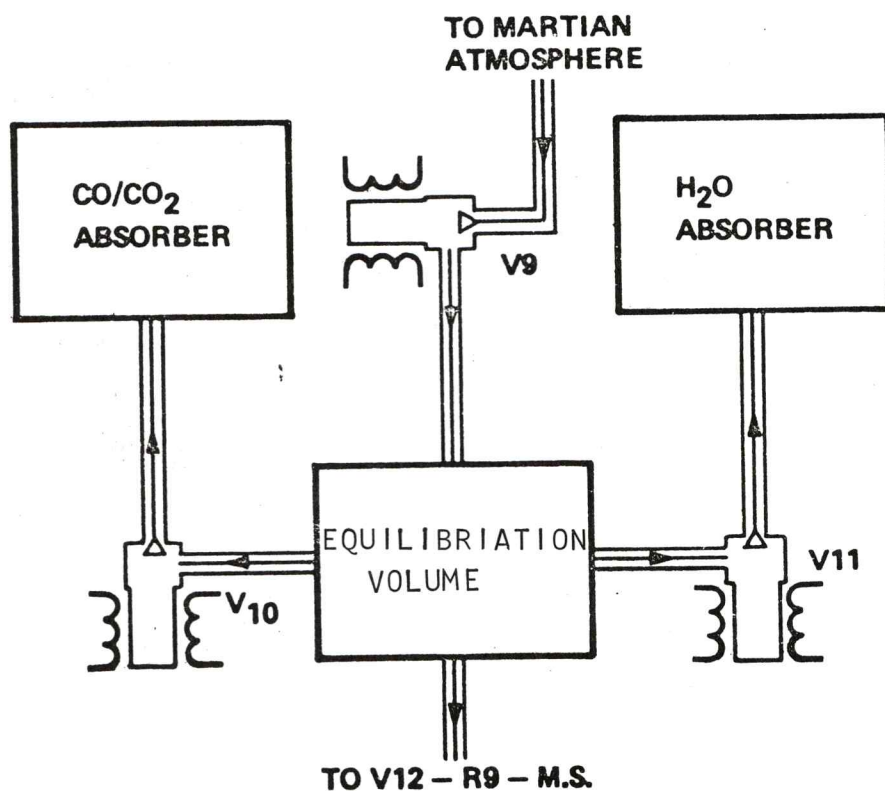 TO MARTIAN
ATMOSPHERE
CO/CO₂
ABSORBER
H₂O
ABSORBER
V9
EQUILIBRIATION
VOLUME
V₁₀
V11
TO V12 – R9 – M.S.